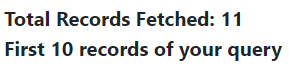 Total Records Fetched: 11
First 10 records of your query